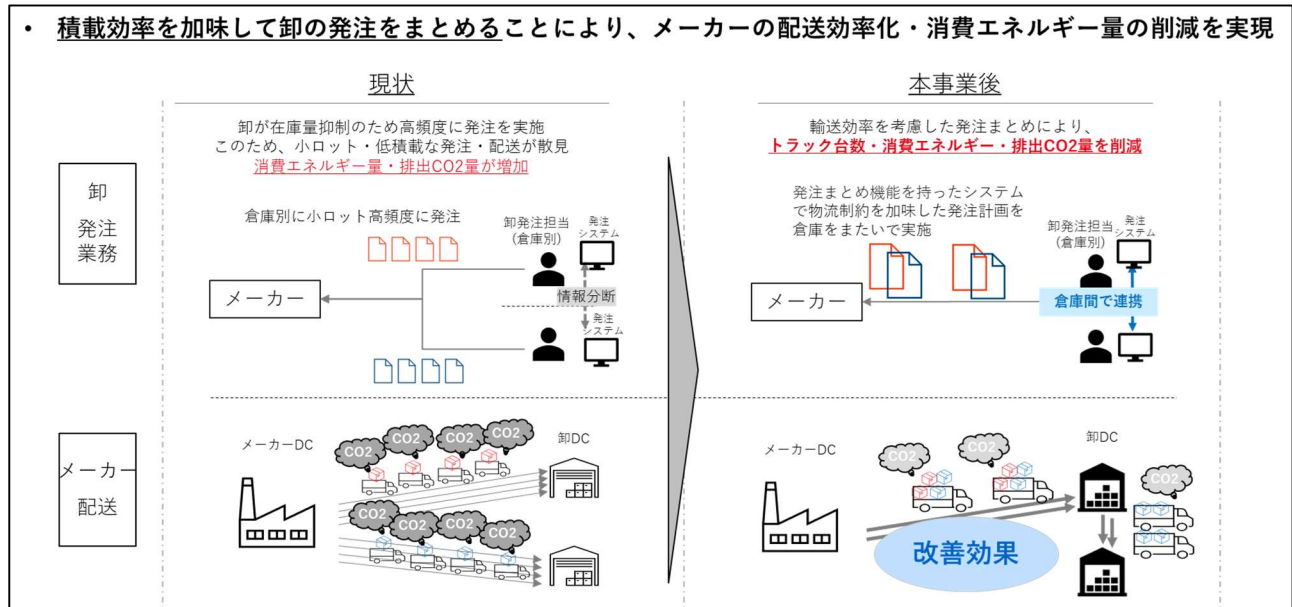 • 積載効率を加味して卸の発注をまとめることにより、メーカーの配送効率化・消費エネルギー量の削減を実現
現状
本事業後
卸
発注
業務
卸が在庫量抑制のため高頻度に発注を実施
このため、小ロット・低積載な発注・配送が散見
消費エネルギー量・排出CO2量が増加
倉庫別に小ロット高頻度に発注
卸発注担当
(倉庫別)
発注
システム
メーカー
情報分断
発注
システム
輸送効率を考慮した発注まとめにより、
トラック台数・消費エネルギー・排出CO2量を削減
発注まとめ機能を持ったシステム
で物流制約を加味した発注計画を
倉庫をまたいで実施
卸発注担当
(倉庫別)
発注
システム
メーカー
倉庫間で連携
メーカー
配送
メーカーDC
CO2
CO2
CO2
CO2
卸DC
CO2
CO2
CO2
CO2
メーカーDC
CO2
CO2
卸DC
CO2
改善効果